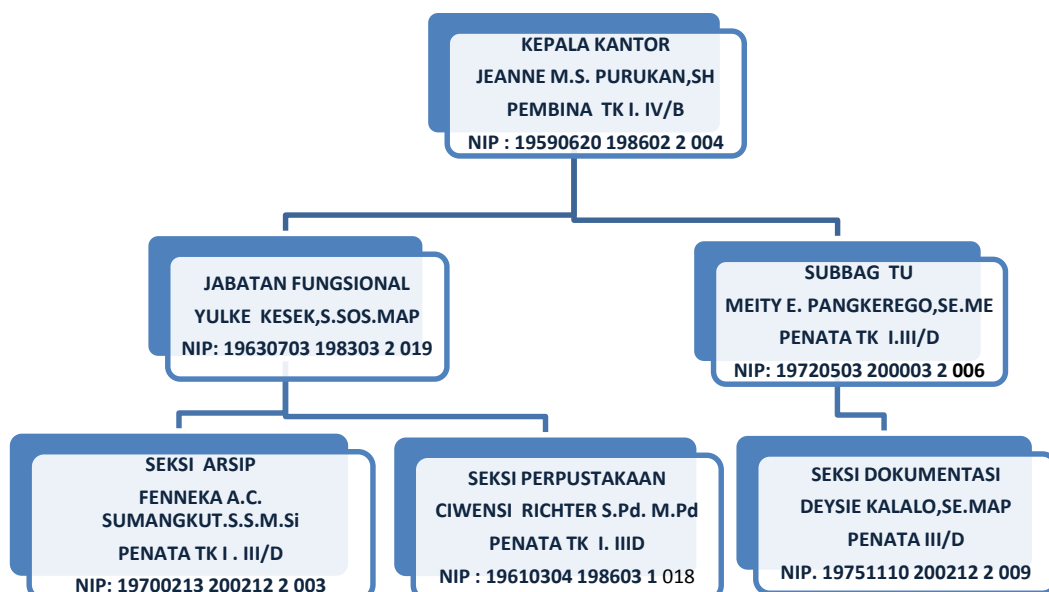 KEPALA KANTOR
JEANNE M.S. PURUKAN,SH
PEMBINA TK I. IV/B
NIP : 19590620 198602 2 004
JABATAN FUNGSIONAL
YULKE KESEK,S.SOS.MAP
NIP: 19630703 198303 2 019
SUBBAG TU
MEITY E. PANGKEREGO,SE.ME
PENATA TK I.III/D
NIP: 19720503 200003 2 006
SEKSI ARSIP
FENNEKA A.C.
SUMANGKUT.S.S.M.Si
PENATA TK I . III/D
NIP: 19700213 200212 2 003
SEKSI PERPUSTAKAAN
CIWENSI RICHTER S.Pd. M.Pd
PENATA TK I. IIID
NIP : 19610304 198603 1 018
SEKSI DOKUMENTASI
DEYSIE KALALO,SE.MAP
PENATA III/D
NIP. 19751110 200212 2 009